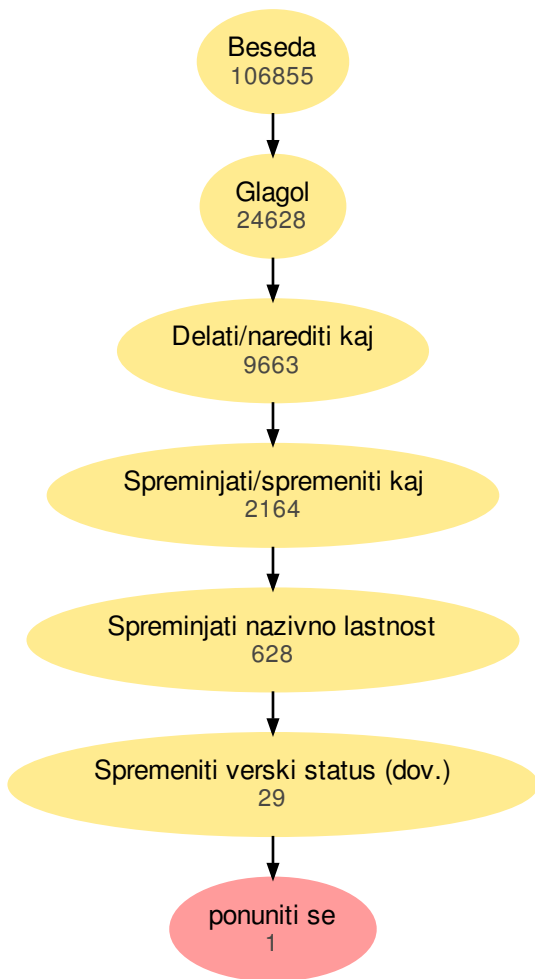 Beseda
106855
Glagol
24628
Delati/narediti kaj
9663
Spreminjati/spremeniti kaj
2164
Spreminjati nazivno lastnost
628
Spremeniti verski status (dov.)
29
ponuniti se
1